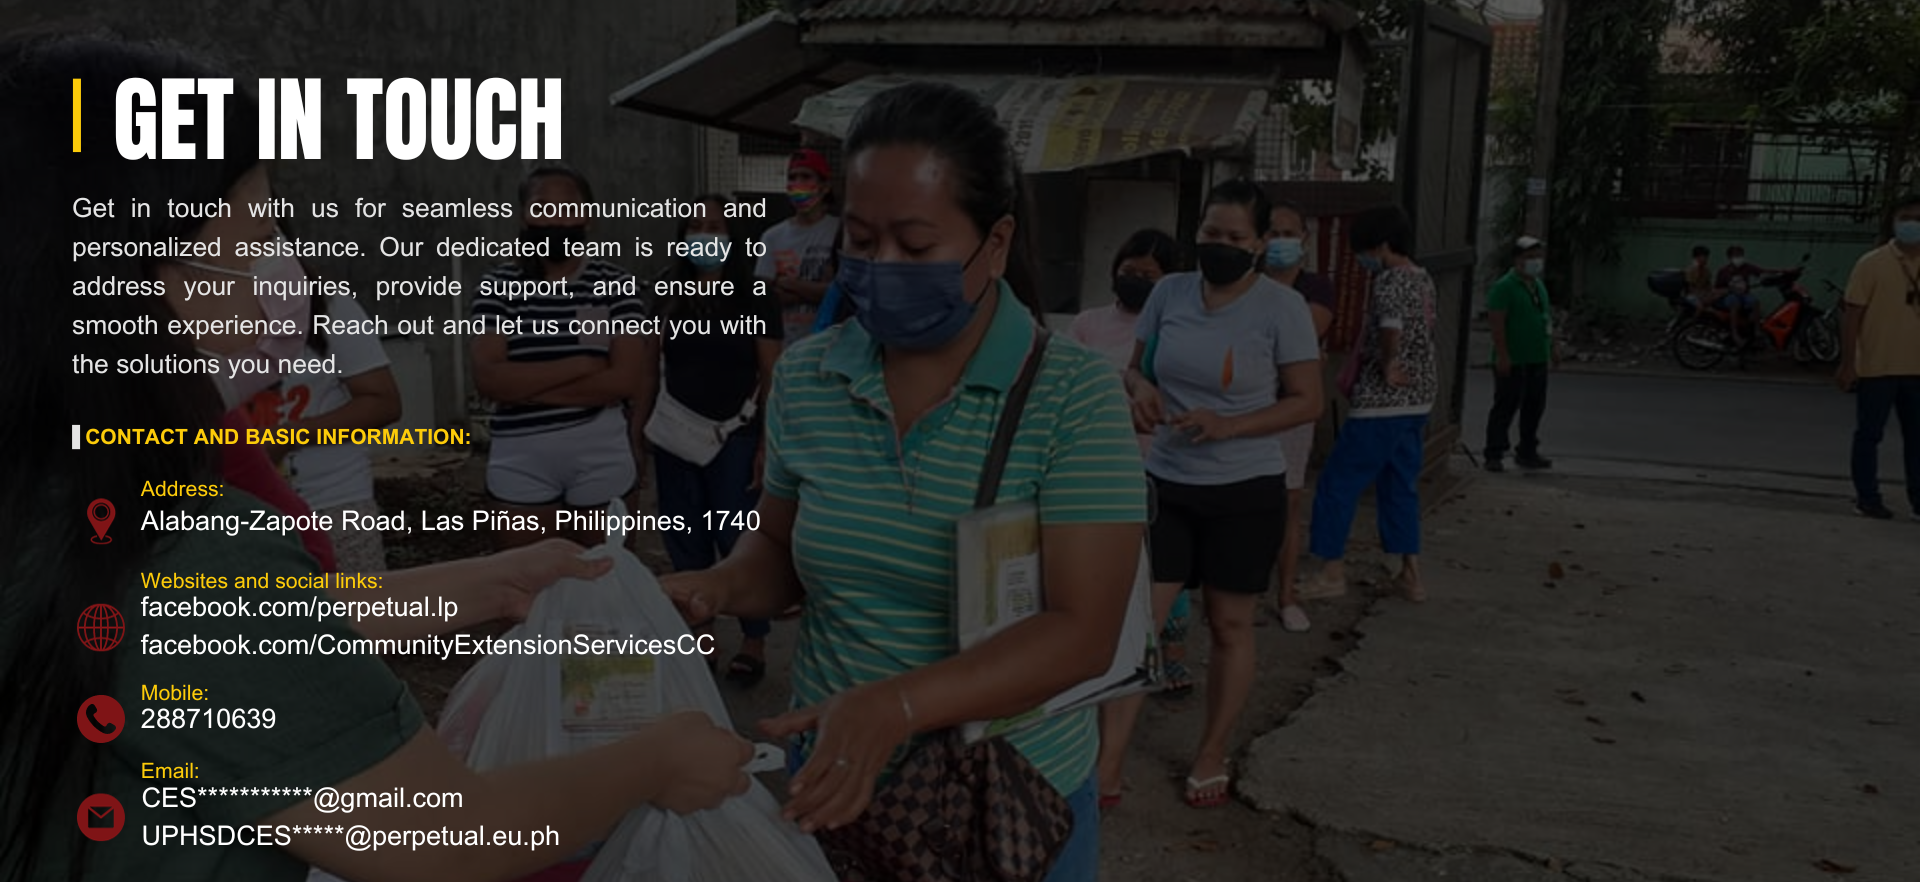 GET IN TOUCH
Get in touch with us for seamless communication and
personalized assistance. Our dedicated team is ready to
address your inquiries, provide support, and ensure a
smooth experience. Reach out and let us connect you with
the solutions you need.
CONTACT AND BASIC INFORMATION:
Address:
Alabang-Zapote Road, Las Piñas, Philippines, 1740
Websites and social links:
facebook.com/perpetual.lp
facebook.com/CommunityExtensionServicesCC
Mobile:
288710639
Email:
CES***********@gmail.com
UPHSDCES*****@perpetual.eu.ph